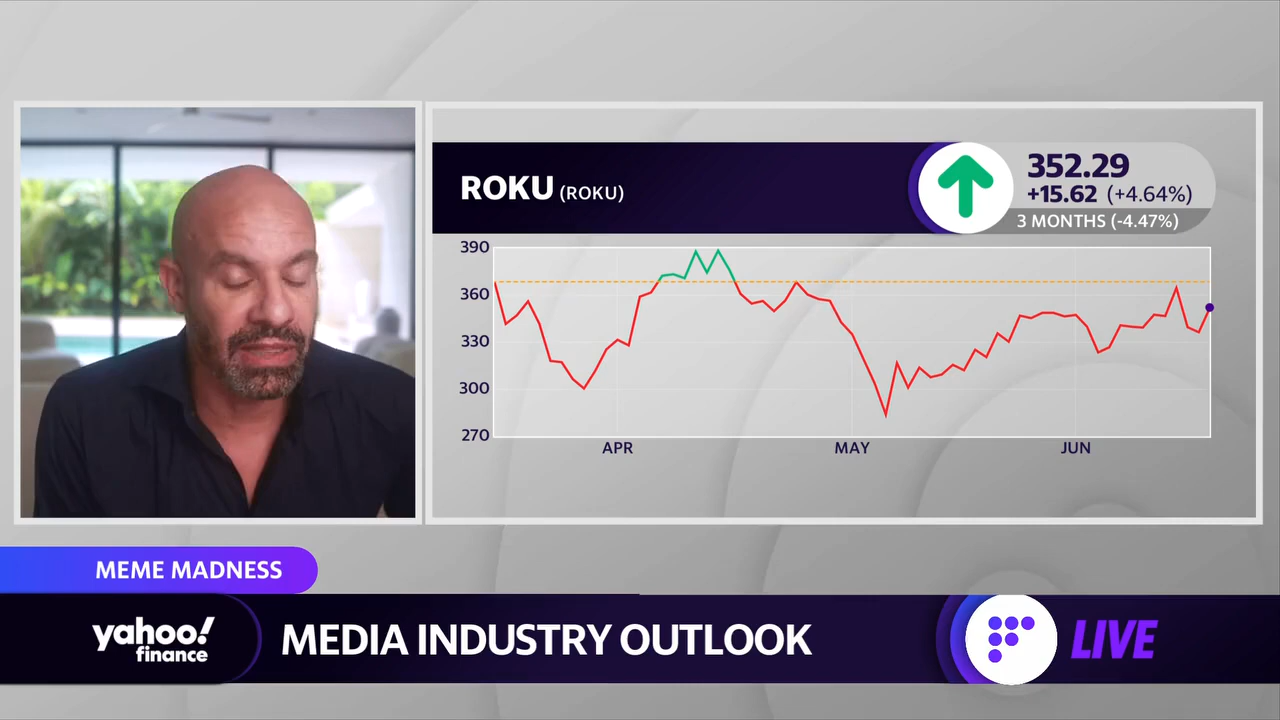 ROKU (ROKU)
352.29
+15.62 (+4.64%)
3 MONTHS (-4.47%)
390
360
330
300
270
APR MAY JUN
MEME MADNESS
yahoo!
finance
MEDIA INDUSTRY OUTLOOK
LIVE